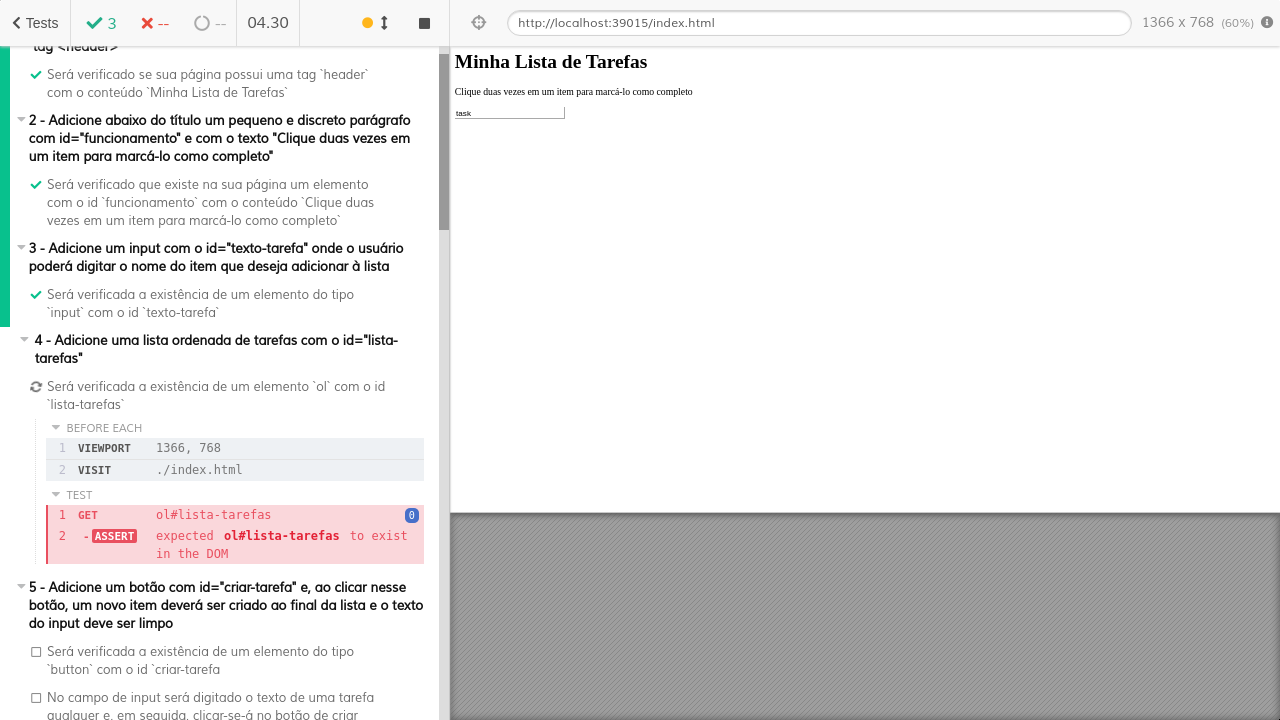 Tests
3
--
--
04.30
http://localhost:39015/index.html
1366 x 768 (60%)
tag <header>
Será verificado se sua página possui uma tag `header`
com o conteúdo `Minha Lista de Tarefas`
2 - Adicione abaixo do título um pequeno e discreto parágrafo
com id="funcionamento" e com o texto "Clique duas vezes em
um item para marcá-lo como completo"
Será verificado que existe na sua página um elemento
com o id `funcionamento` com o conteúdo `Clique duas
vezes em um item para marcá-lo como completo`
3 - Adicione um input com o id="texto-tarefa" onde o usuário
poderá digitar o nome do item que deseja adicionar à lista
Será verificada a existência de um elemento do tipo
`input` com o id `texto-tarefa`
4 - Adicione uma lista ordenada de tarefas com o id="lista-
tarefas"
Será verificada a existência de um elemento `ol` com o id
`lista-tarefas`
BEFORE EACH
1 VIEWPORT 1366, 768
2 VISIT ./index.html
TEST
1 GET ol#lista-tarefas 0
2 -ASSERT expected ol#lista-tarefas to exist
in the DOM
5 - Adicione um botão com id="criar-tarefa" e, ao clicar nesse
botão, um novo item deverá ser criado ao final da lista e o texto
do input deve ser limpo
Será verificada a existência de um elemento do tipo
`button` com o id `criar-tarefa
No campo de input será digitado o texto de uma tarefa
qualquer e, em seguida, clicar-se-á no botão de criar
Minha Lista de Tarefas
Clique duas vezes em um item para marcá-lo como completo
task